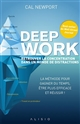 CAL NEWPORT
DEEP
WORK
RETROUVER LA CONCENTRATION
DANS UN MONDE DE DISTRACTIONS
LA MÉTHODE POUR
GAGNER DU TEMPS,
ÊTRE PLUS EFFICACE
ET RÉUSSIR !
ALISIO